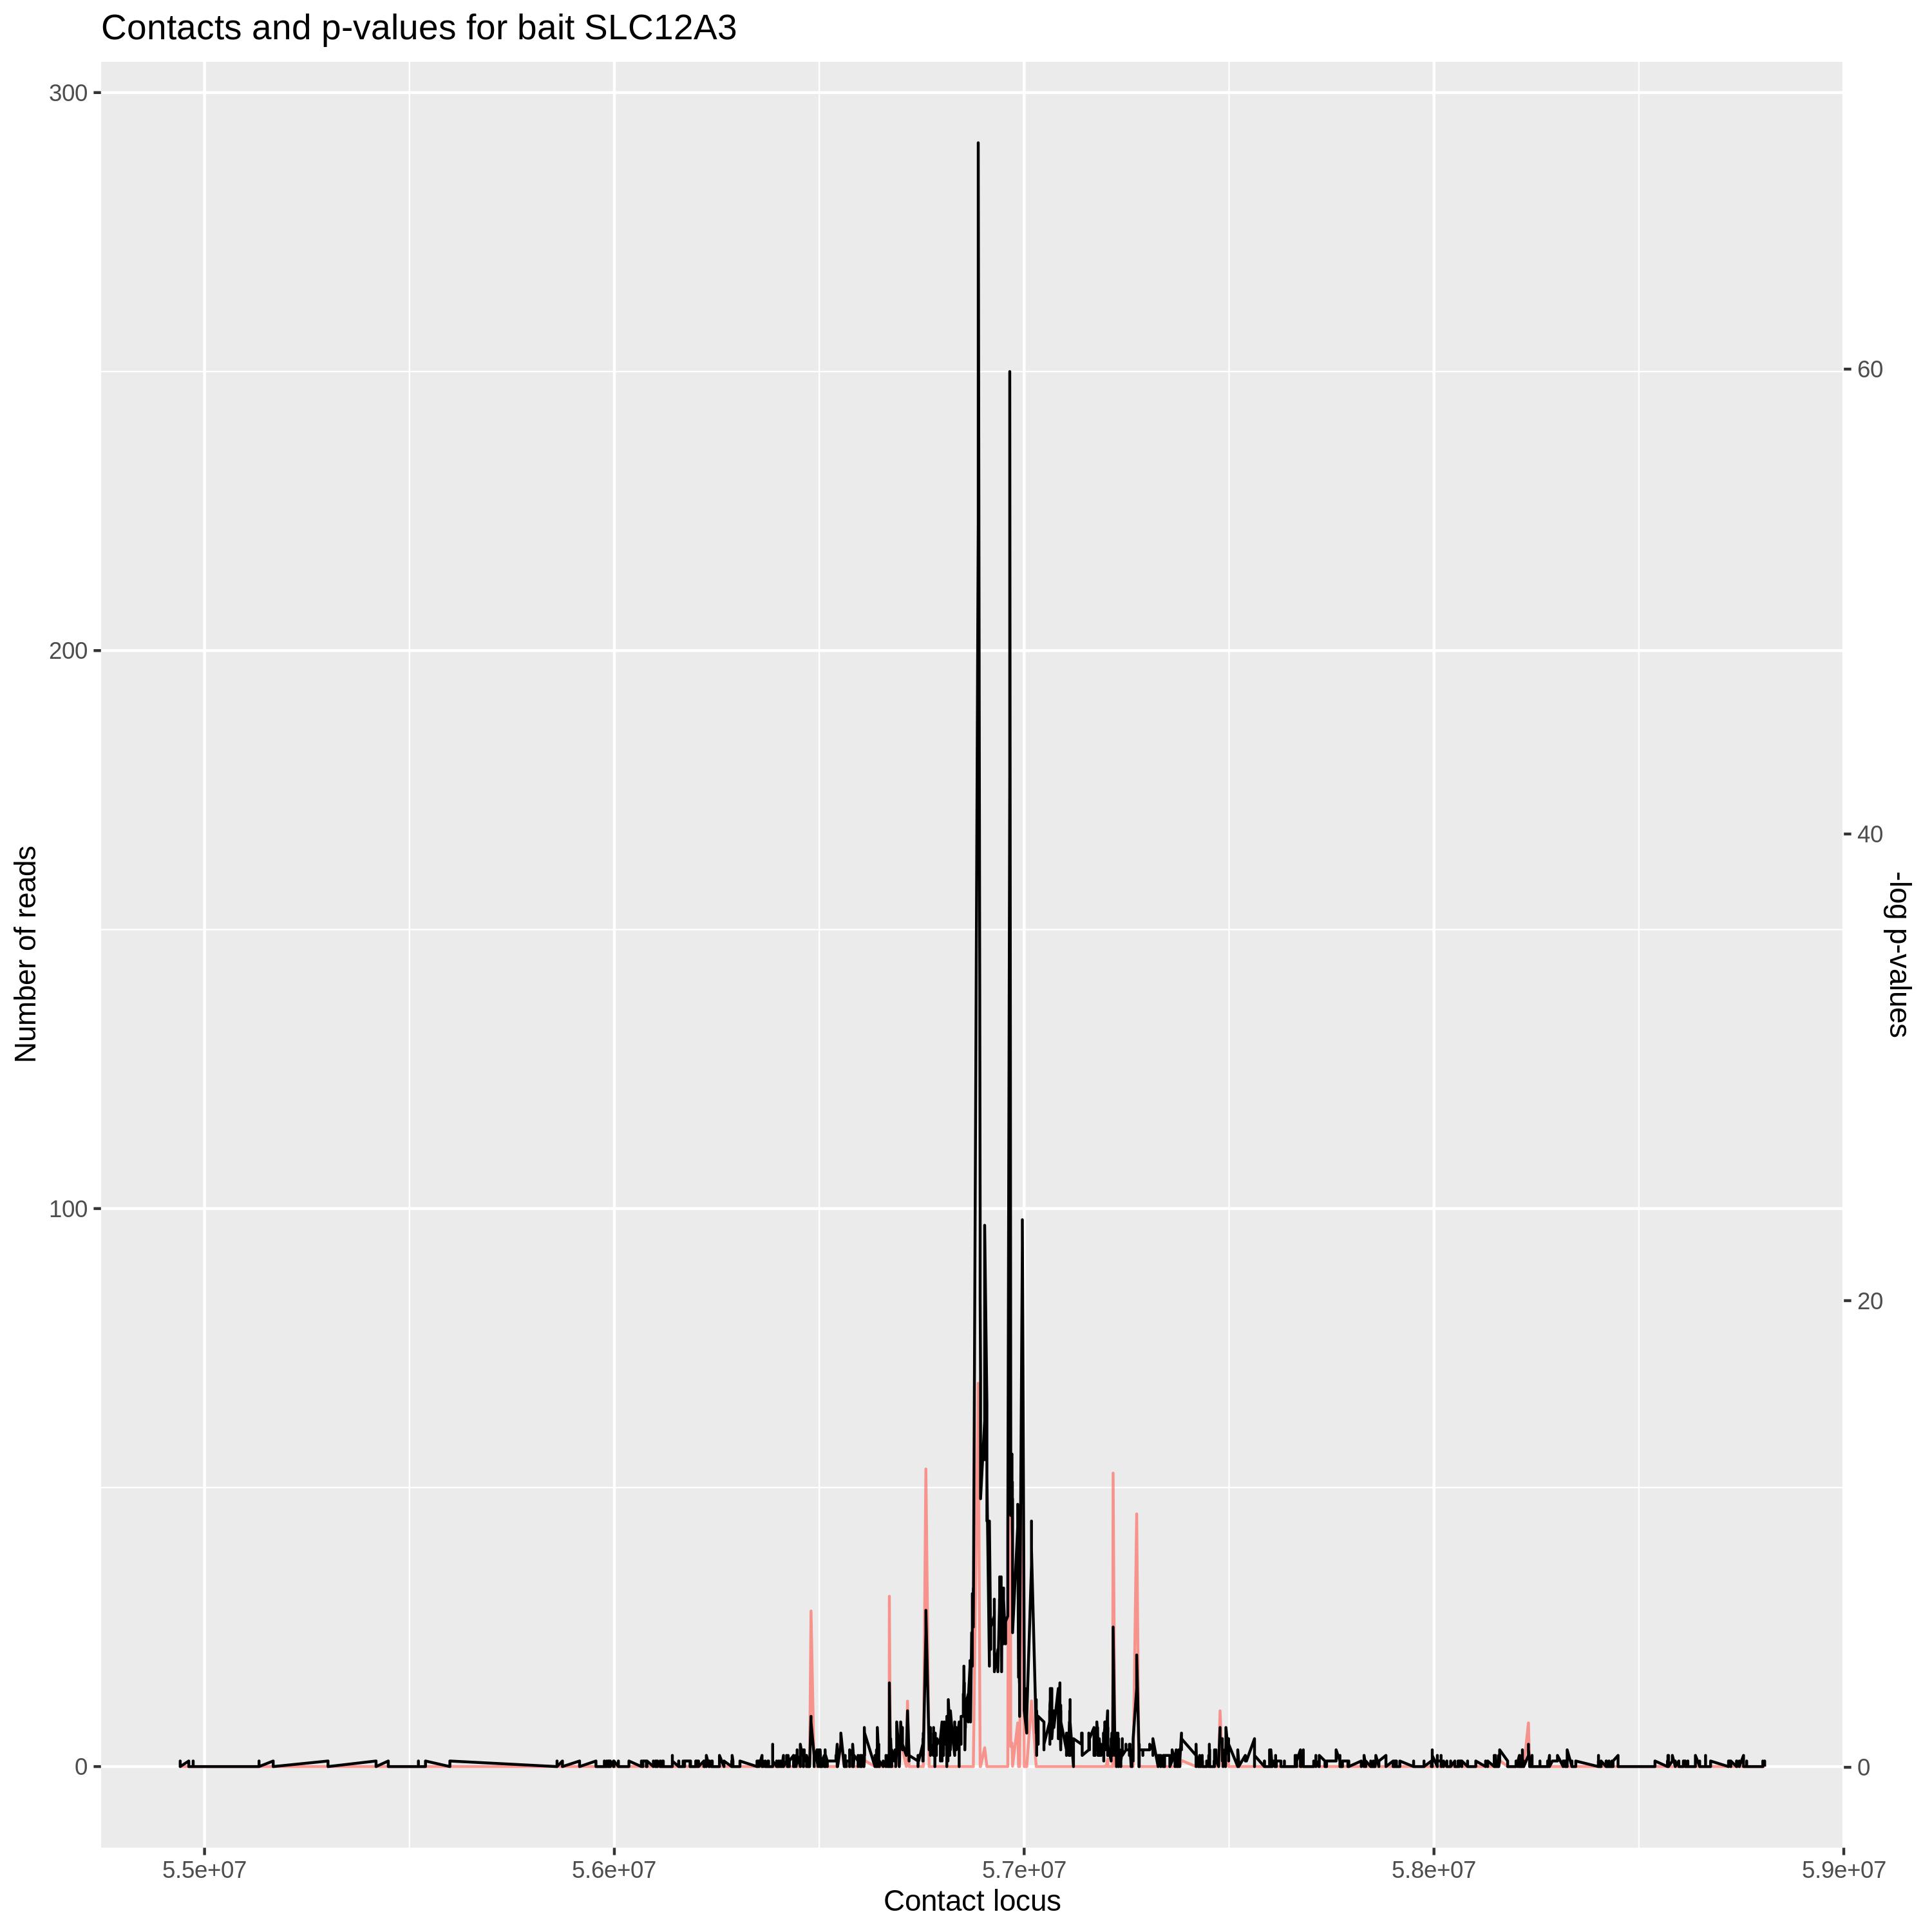 Contacts and p-values for bait SLC12A3
300
200
100
0
Number of reads
60
40
20
0
-log p-values
5.5e+07
5.6e+07
5.7e+07
5.8e+07
5.9e+07
Contact locus